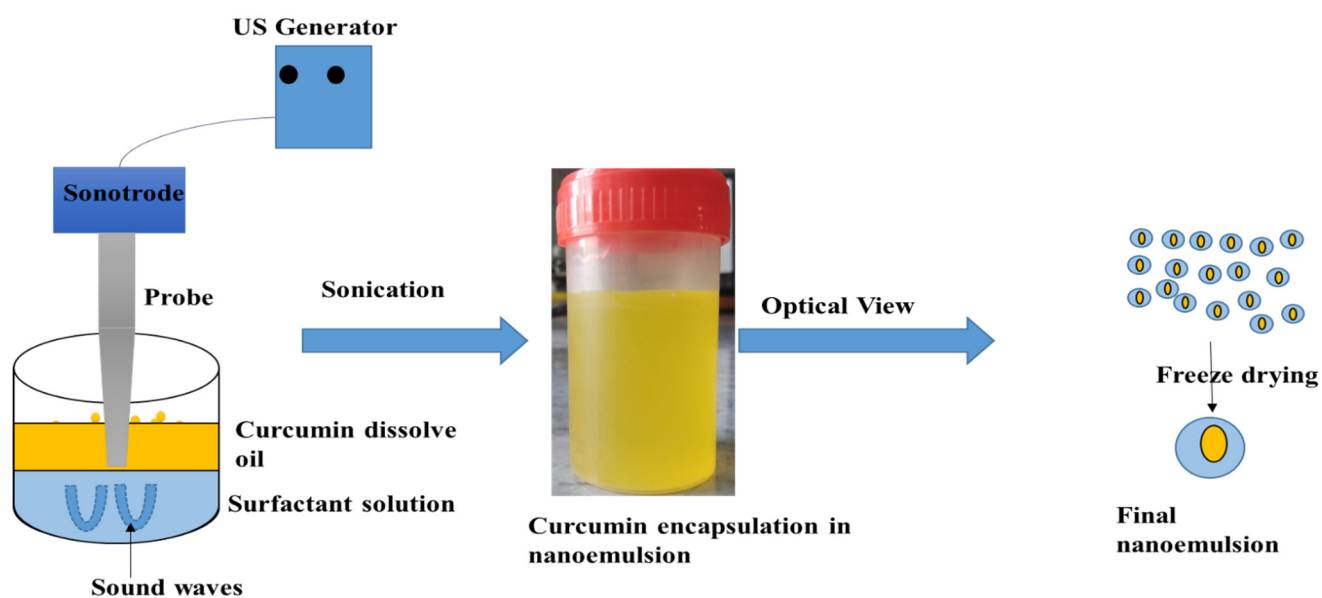 US Generator
Sonotrode
Probe
Sonication
Optical View
Freeze drying
Curcumin dissolve
oil
Surfactant solution
Sound waves
Curcumin encapsulation in
nanoemulsion
Final
nanoemulsion